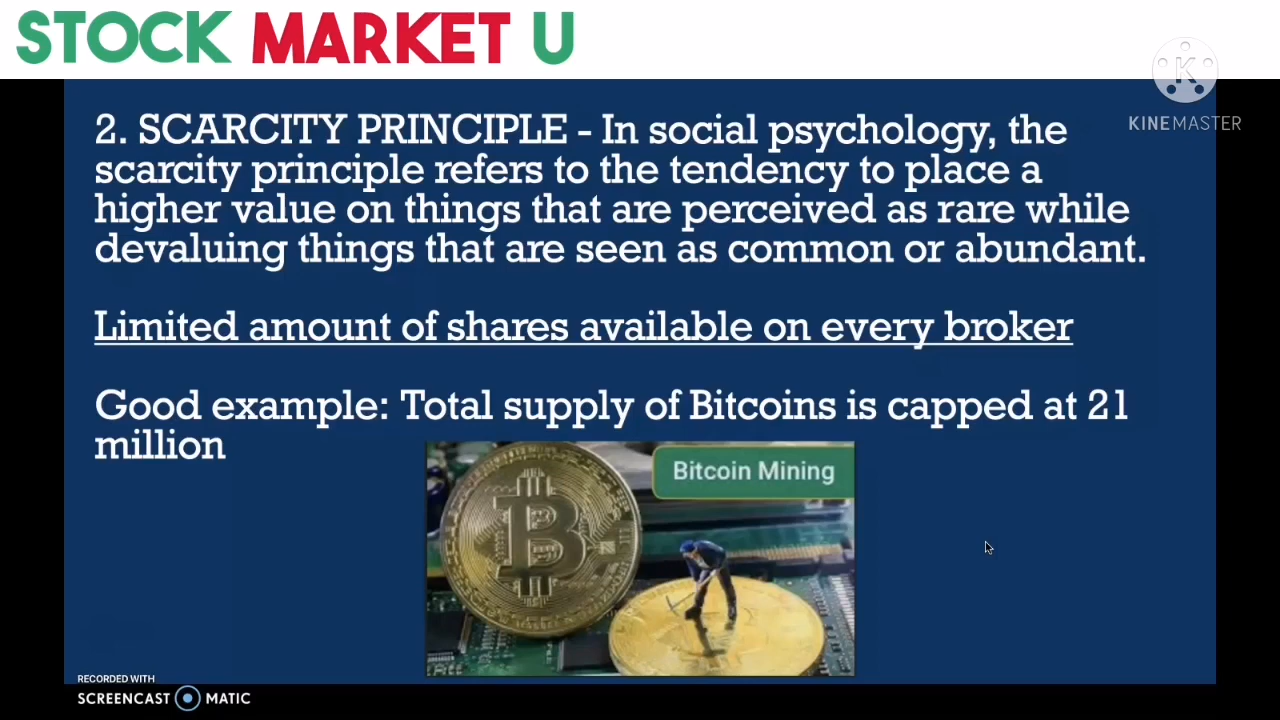 STOCK MARKET U
KINEMASTER
2. SCARCITY PRINCIPLE - In social psychology, the
scarcity principle refers to the tendency to place a
higher value on things that are perceived as rare while
devaluing things that are seen as common or abundant.
Limited amount of shares available on every broker
Good example: Total supply of Bitcoins is capped at 21
million
Bitcoin Mining
RECORDED WITH
SCREENCAST MATIC